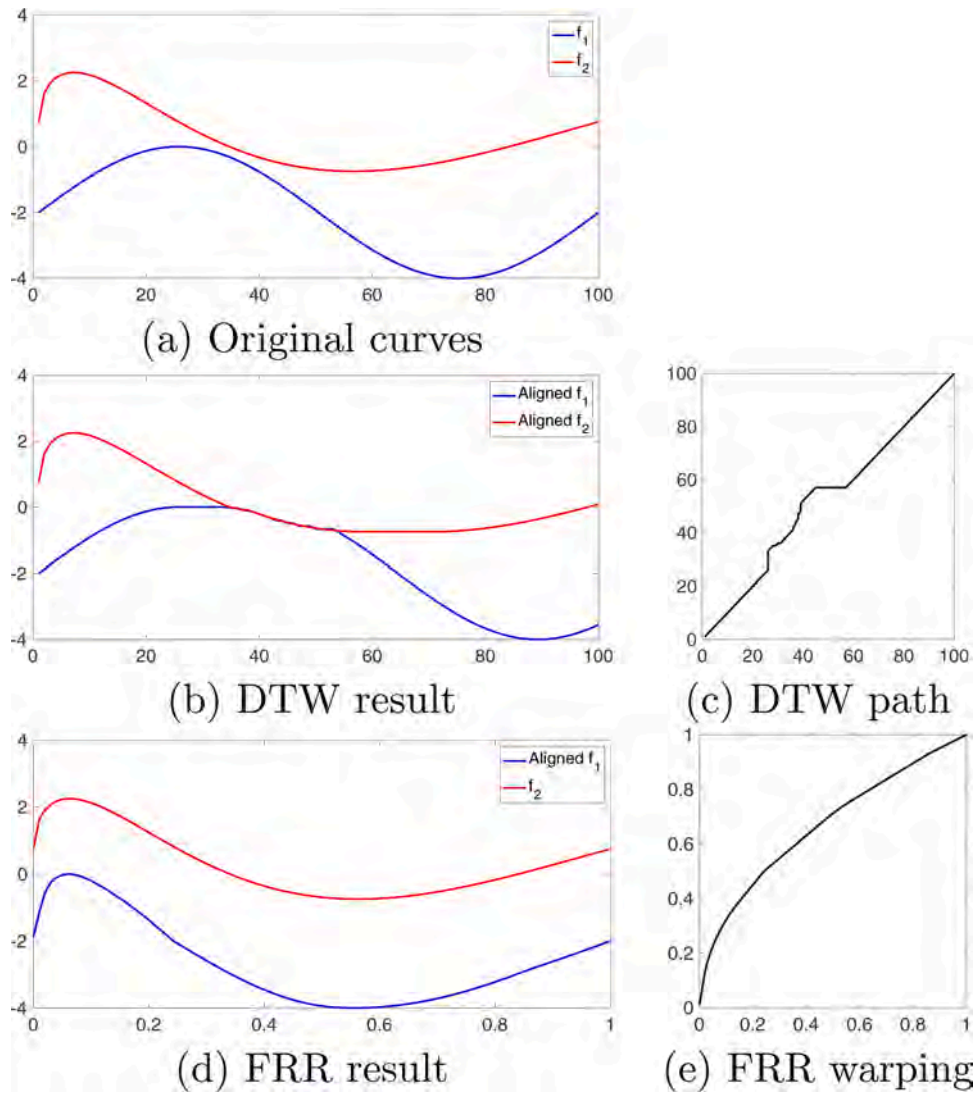 4
f1
f2
2
0
-2
-4
0 20 40 60 80 100
(a) Original curves
4
Aligned f1
Aligned f2
2
0
-2
-4
0 20 40 60 80 100
(b) DTW result
100
80
60
40
20
0
0 20 40 60 80 100
(c) DTW path
4
Aligned f1
f2
2
0
-2
-4
0 0.2 0.4 0.6 0.8 1
(d) FRR result
1
0.8
0.6
0.4
0.2
0
0 0.2 0.4 0.6 0.8 1
(e) FRR warping